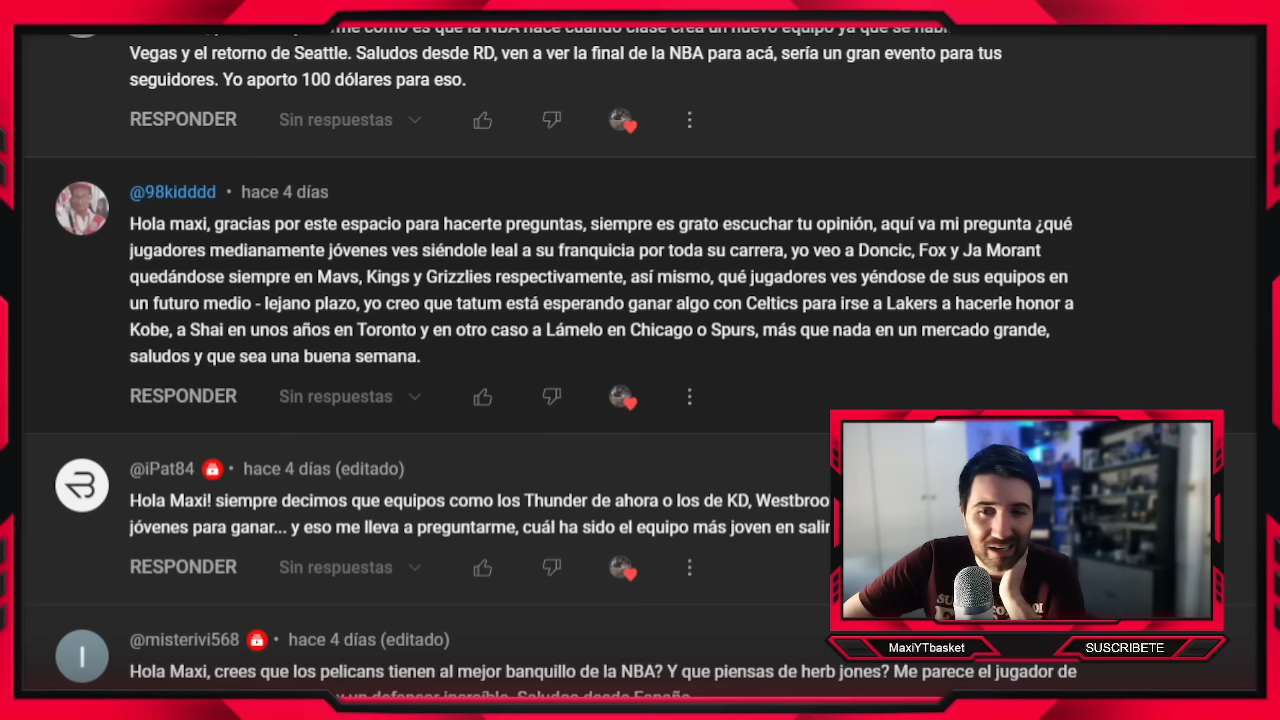 como es que la NBA hace cuando clase crea un nuevo equipo ya que se
Vegas y el retorno de Seattle. Saludos desde RD, ven a ver la final de la NBA para acá, sería un gran evento para tus
seguidores. Yo aporto 100 dólares para eso.
RESPONDER Sin respuestas
@98kidddd • hace 4 días
Hola maxi, gracias por este espacio para hacerte preguntas, siempre es grato escuchar tu opinión, aquí va mi pregunta ¿qué
jugadores medianamente jóvenes ves siéndole leal a su franquicia por toda su carrera, yo veo a Doncic, Fox y Ja Morant
quedándose siempre en Mavs, Kings y Grizzlies respectivamente, así mismo, qué jugadores ves yéndose de sus equipos en
un futuro medio - lejano plazo, yo creo que tatum está esperando ganar algo con Celtics para irse a Lakers a hacerle honor a
Kobe, a Shai en unos años en Toronto y en otro caso a Lámelo en Chicago o Spurs, más que nada en un mercado grande,
saludos y que sea una buena semana.
RESPONDER Sin respuestas
@iPat84 • hace 4 días (editado)
Hola Maxi! siempre decimos que equipos como los Thunder de ahora o los de KD, Westbroo
jóvenes para ganar... y eso me lleva a preguntarme, cuál ha sido el equipo más joven en salir
RESPONDER Sin respuestas
@misterivi568 • hace 4 días (editado)
I
Hola Maxi, crees que los pelicans tienen al mejor banquillo de la NBA? Y que piensas de herb jones? Me parece el jugador de
y un defensor increíble. Saludos desde España
MaxiYTbasket
SUSCRIBETE